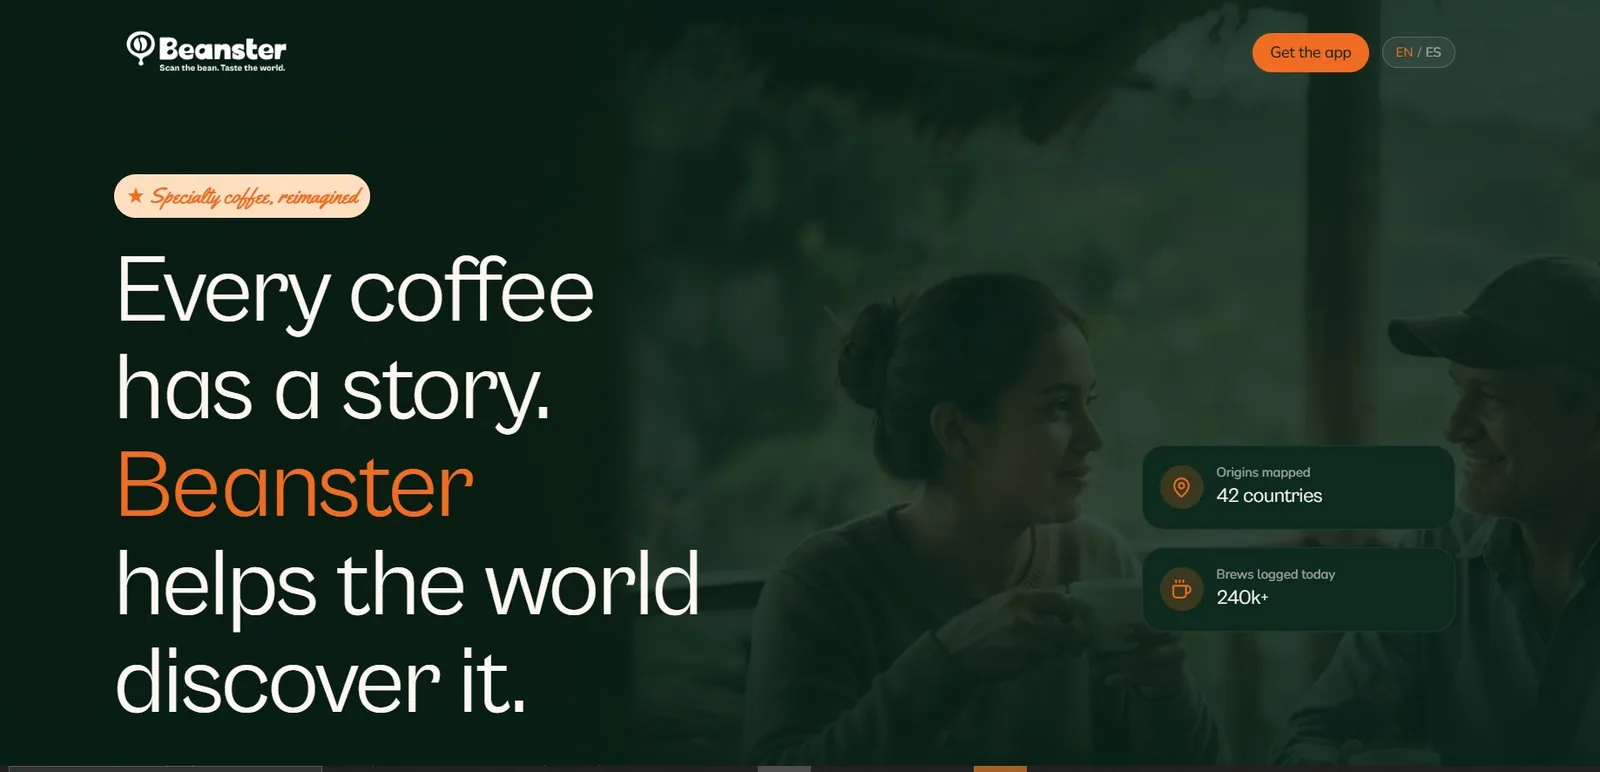 Beanster
Scan the bean. Taste the world.
Get the app
EN / ES
★ Specialty coffee, reimagined
Every coffee
has a story.
Beanster
helps the world
discover it.
Origins mapped
42 countries
Brews logged today
240k+